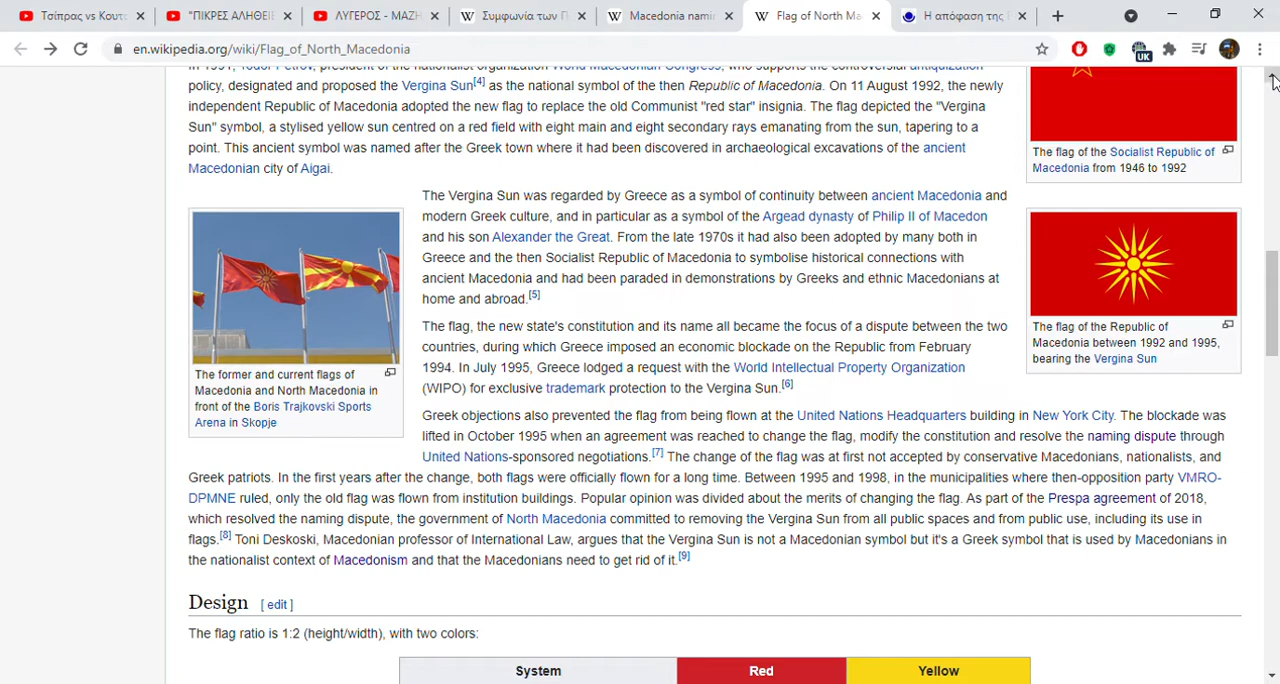 Τσίπρας vs Κουτσ
"ΠΙΚΡΕΣ ΑΛΗΘΕΙΕ
ΛΥΓΕΡΟΣ - ΜΑΖΗ
Συμφωνία των Π
Macedonia namin
Flag of North Ma
Η απόφαση της
en.wikipedia.org/wiki/Flag_of_North_Macedonia
UK
In 1991, Todor Petrov, president of the nationalist organization World Macedonian Congress, who supports the controversial antiquization
policy, designated and proposed the Vergina Sun[4] as the national symbol of the then Republic of Macedonia. On 11 August 1992, the newly
independent Republic of Macedonia adopted the new flag to replace the old Communist "red star" insignia. The flag depicted the "Vergina
Sun" symbol, a stylised yellow sun centred on a red field with eight main and eight secondary rays emanating from the sun, tapering to a
point. This ancient symbol was named after the Greek town where it had been discovered in archaeological excavations of the ancient
Macedonian city of Aigai.
The flag of the Socialist Republic of
Macedonia from 1946 to 1992
The Vergina Sun was regarded by Greece as a symbol of continuity between ancient Macedonia and
modern Greek culture, and in particular as a symbol of the Argead dynasty of Philip II of Macedon
and his son Alexander the Great. From the late 1970s it had also been adopted by many both in
Greece and the then Socialist Republic of Macedonia to symbolise historical connections with
ancient Macedonia and had been paraded in demonstrations by Greeks and ethnic Macedonians at
home and abroad.[5]
The flag of the Republic of
Macedonia between 1992 and 1995,
bearing the Vergina Sun
The former and current flags of
Macedonia and North Macedonia in
front of the Boris Trajkovski Sports
Arena in Skopje
The flag, the new state's constitution and its name all became the focus of a dispute between the two
countries, during which Greece imposed an economic blockade on the Republic from February
1994. In July 1995, Greece lodged a request with the World Intellectual Property Organization
(WIPO) for exclusive trademark protection to the Vergina Sun.[6]
Greek objections also prevented the flag from being flown at the United Nations Headquarters building in New York City. The blockade was
lifted in October 1995 when an agreement was reached to change the flag, modify the constitution and resolve the naming dispute through
United Nations-sponsored negotiations.[7] The change of the flag was at first not accepted by conservative Macedonians, nationalists, and
Greek patriots. In the first years after the change, both flags were officially flown for a long time. Between 1995 and 1998, in the municipalities where then-opposition party VMRO-
DPMNE ruled, only the old flag was flown from institution buildings. Popular opinion was divided about the merits of changing the flag. As part of the Prespa agreement of 2018,
which resolved the naming dispute, the government of North Macedonia committed to removing the Vergina Sun from all public spaces and from public use, including its use in
flags.[8] Toni Deskoski, Macedonian professor of International Law, argues that the Vergina Sun is not a Macedonian symbol but it's a Greek symbol that is used by Macedonians in
the nationalist context of Macedonism and that the Macedonians need to get rid of it.[9]
Design [ edit ]
The flag ratio is 1:2 (height/width), with two colors:
System Red Yellow